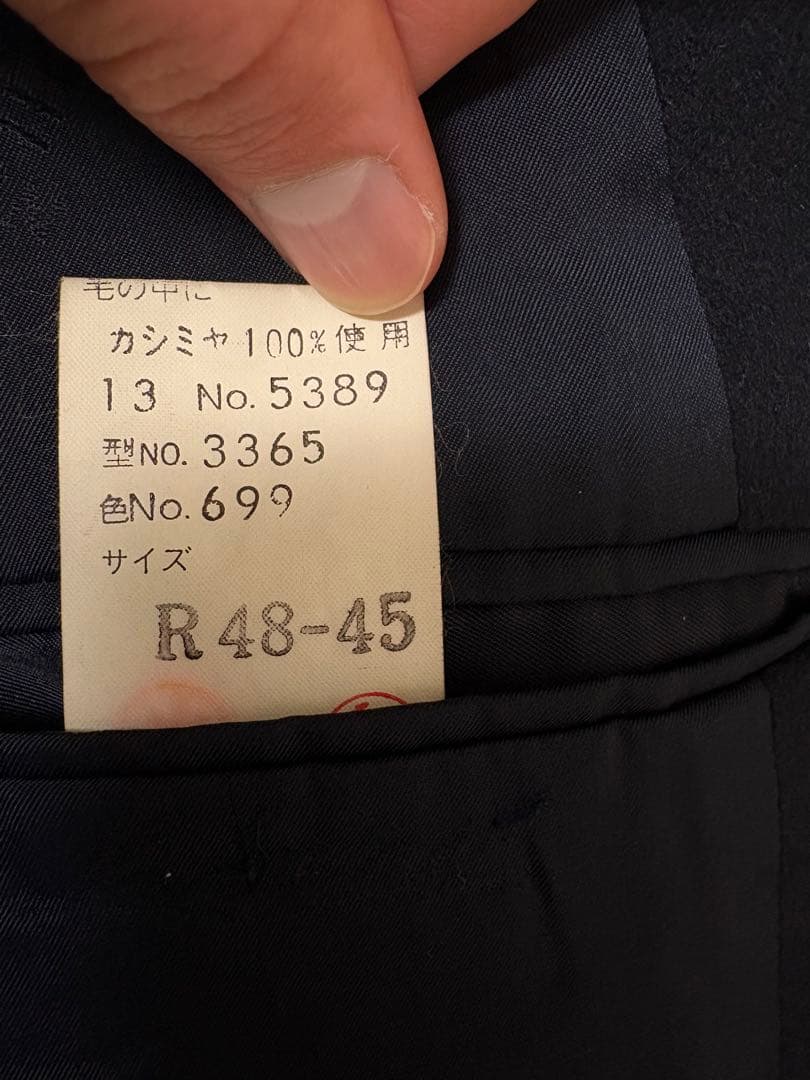 毛の中に
カシミヤ100%使用
13 No.5389
型NO.3365
色No.699
サイズ
R48-45